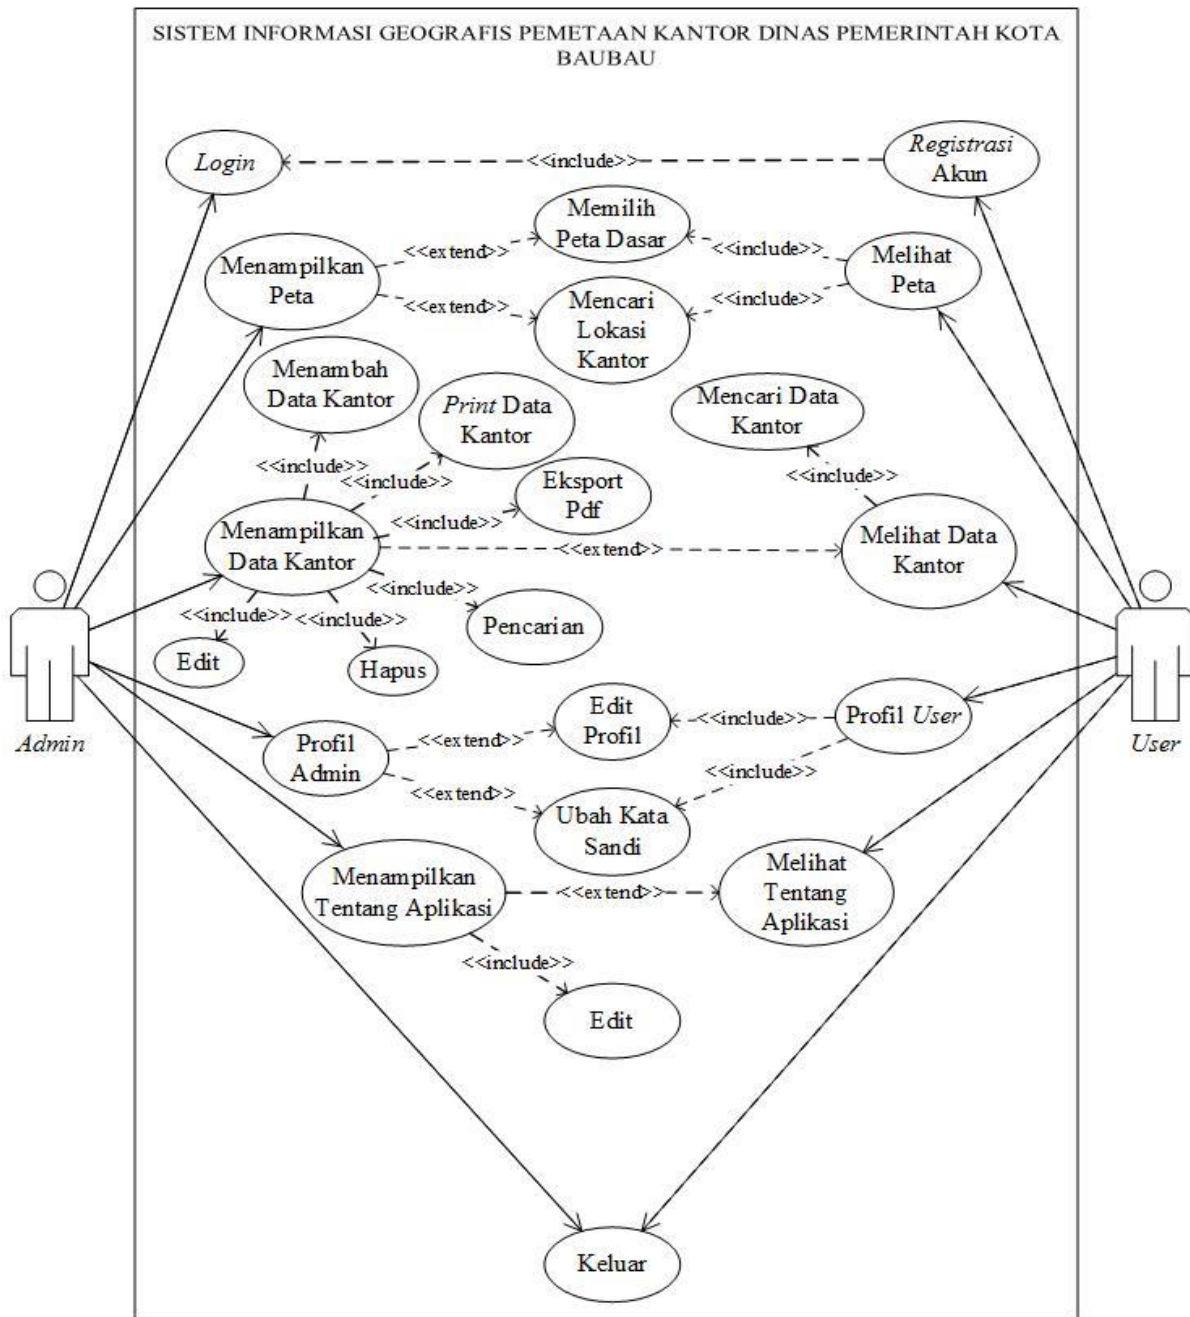 SISTEM INFORMASI GEOGRAFIS PEMETAAN KANTOR DINAS PEMERINTAH KOTA
BAUBAU
Login
<<include>>
Registrasi
Akun
Memilih
Peta Dasar
<<extend>>
<<include>>
Menampilkan
Peta
Melihat
Peta
<<extend>>
<<include>>
Mencari
Lokasi
Kantor
Menambah
Data Kantor
Print Data
Kantor
Mencari Data
Kantor
<<include>>
<<include>>
<<include>>
Eksport
Pdf
<<include>>
Menampilkan
Data Kantor
<<extend>>
Melihat Data
Kantor
<<include>>
<<include>>
<<include>>
Pencarian
Edit
Hapus
Admin
User
Edit
Profil
<<include>>
Profil User
Profil
Admin
<<extend>>
<<include>>
<<extend>>
Ubah Kata
Sandi
Menampilkan
Tentang Aplikasi
<<extend>>
Melihat
Tentang
Aplikasi
<<include>>
Edit
Keluar